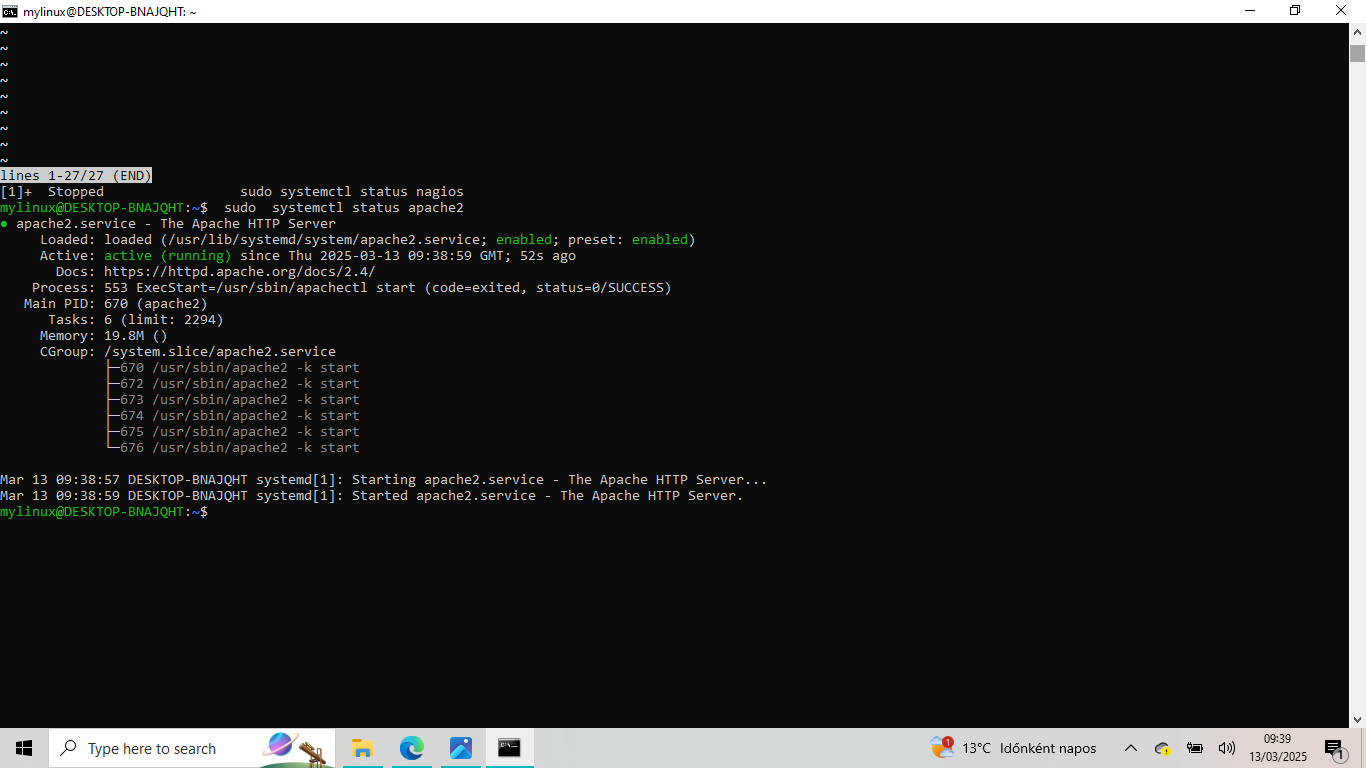 mylinux@DESKTOP-BNAJQHT: ~
~
~
~
~
~
~
~
~
~
lines 1-27/27 (END)
[1]+  Stopped                 sudo systemctl status nagios
mylinux@DESKTOP-BNAJQHT:~$  sudo  systemctl status apache2
● apache2.service - The Apache HTTP Server
     Loaded: loaded (/usr/lib/systemd/system/apache2.service; enabled; preset: enabled)
     Active: active (running) since Thu 2025-03-13 09:38:59 GMT; 52s ago
       Docs: https://httpd.apache.org/docs/2.4/
    Process: 553 ExecStart=/usr/sbin/apachectl start (code=exited, status=0/SUCCESS)
   Main PID: 670 (apache2)
      Tasks: 6 (limit: 2294)
     Memory: 19.8M ()
     CGroup: /system.slice/apache2.service
             ├─670 /usr/sbin/apache2 -k start
             ├─672 /usr/sbin/apache2 -k start
             ├─673 /usr/sbin/apache2 -k start
             ├─674 /usr/sbin/apache2 -k start
             ├─675 /usr/sbin/apache2 -k start
             └─676 /usr/sbin/apache2 -k start
Mar 13 09:38:57 DESKTOP-BNAJQHT systemd[1]: Starting apache2.service - The Apache HTTP Server...
Mar 13 09:38:59 DESKTOP-BNAJQHT systemd[1]: Started apache2.service - The Apache HTTP Server.
mylinux@DESKTOP-BNAJQHT:~$
Type here to search
1
13°C Időnként napos
09:39
13/03/2025
1